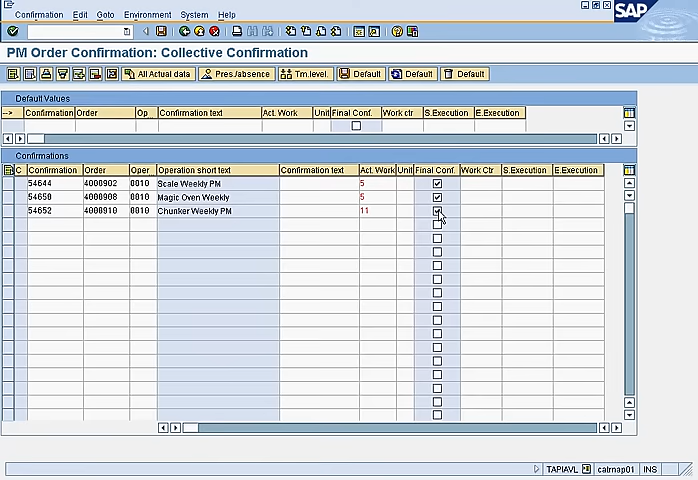 Confirmation Edit Goto Environment System Help
SAP
PM Order Confirmation: Collective Confirmation
All Actual data Pres./absence Tm.level. Default Default Default
Default Values
--> Confirmation Order Op Confirmation text Act. Work Unit Final Conf. Work ctr S.Execution E.Execution
Confirmations
C Confirmation Order Oper Operation short text Confirmation text Act. Work Unit Final Conf. Work Ctr S.Execution E.Execution
54644 4000902 0010 Scale Weekly PM 5
54650 4000908 0010 Magic Oven Weekly 5
54652 4000910 0010 Chunker Weekly PM 11
TAPIAVL calrnap01 INS